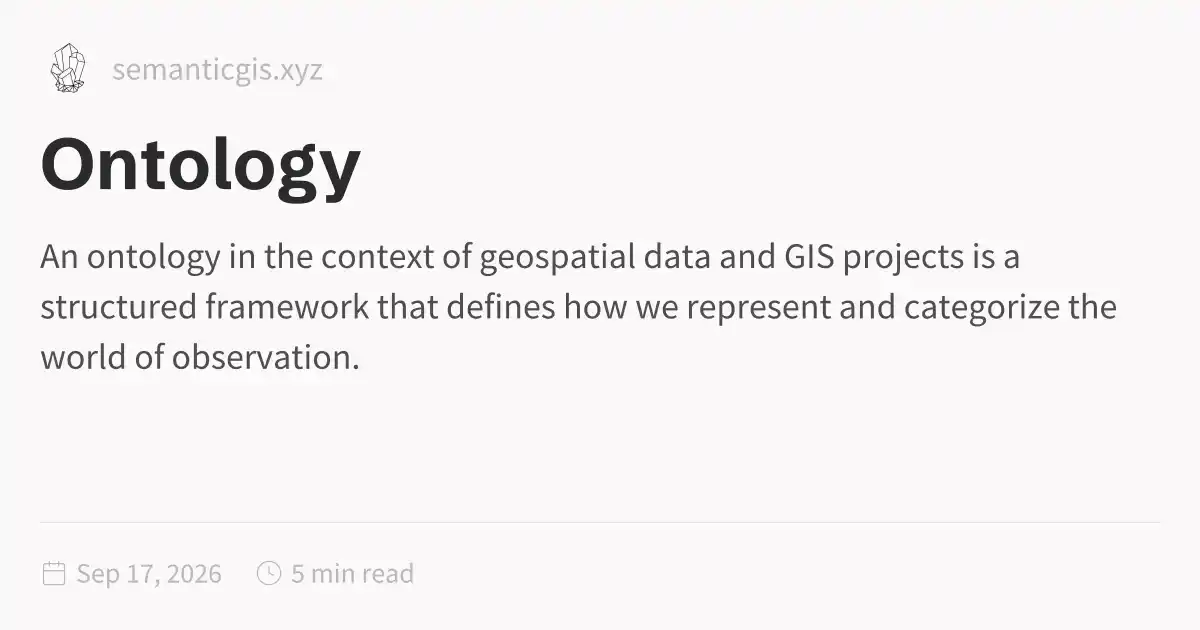 semanticgis.xyz
Ontology
An ontology in the context of geospatial data and GIS projects is a
structured framework that defines how we represent and categorize the
world of observation.
Sep 17, 2026 5 min read